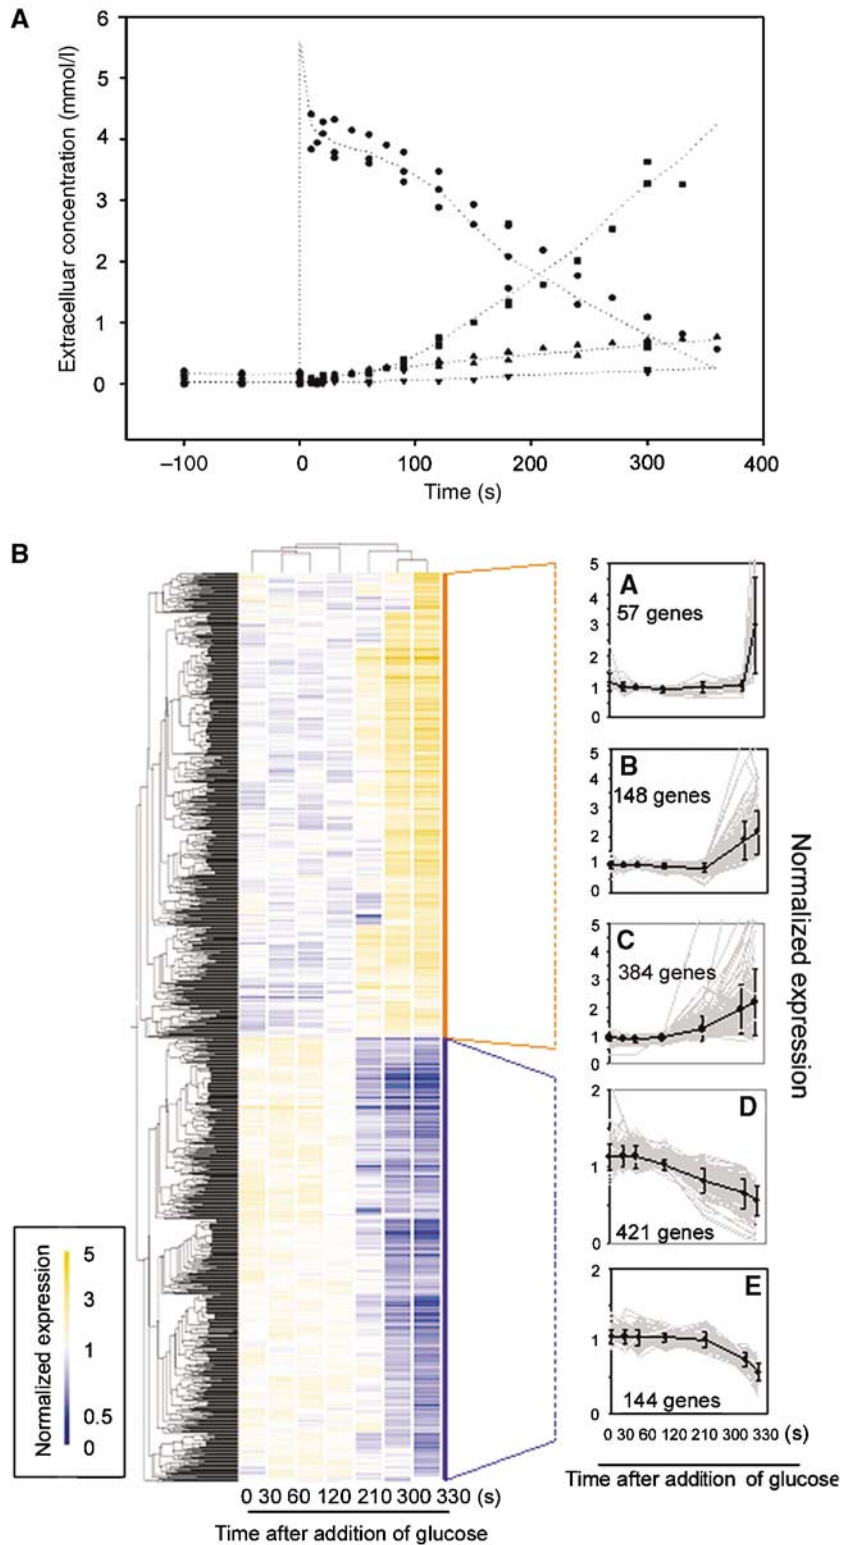 A
Extracelluar concentration (mmol/l)
6
5
4
3
2
1
0
–100 0 100 200 300 400
Time (s)
B
Normalized expression
5
3
1
0.5
0
0 30 60 120 210 300 330 (s)
Time after addition of glucose
5
4
3
2
1
0
A
57 genes
5
4
3
2
1
0
B
148 genes
5
4
3
2
1
0
C
384 genes
2
1
0
D
421 genes
2
1
0
E
144 genes
0 30 60 120 210 300 330 (s)
Time after addition of glucose
Normalized expression